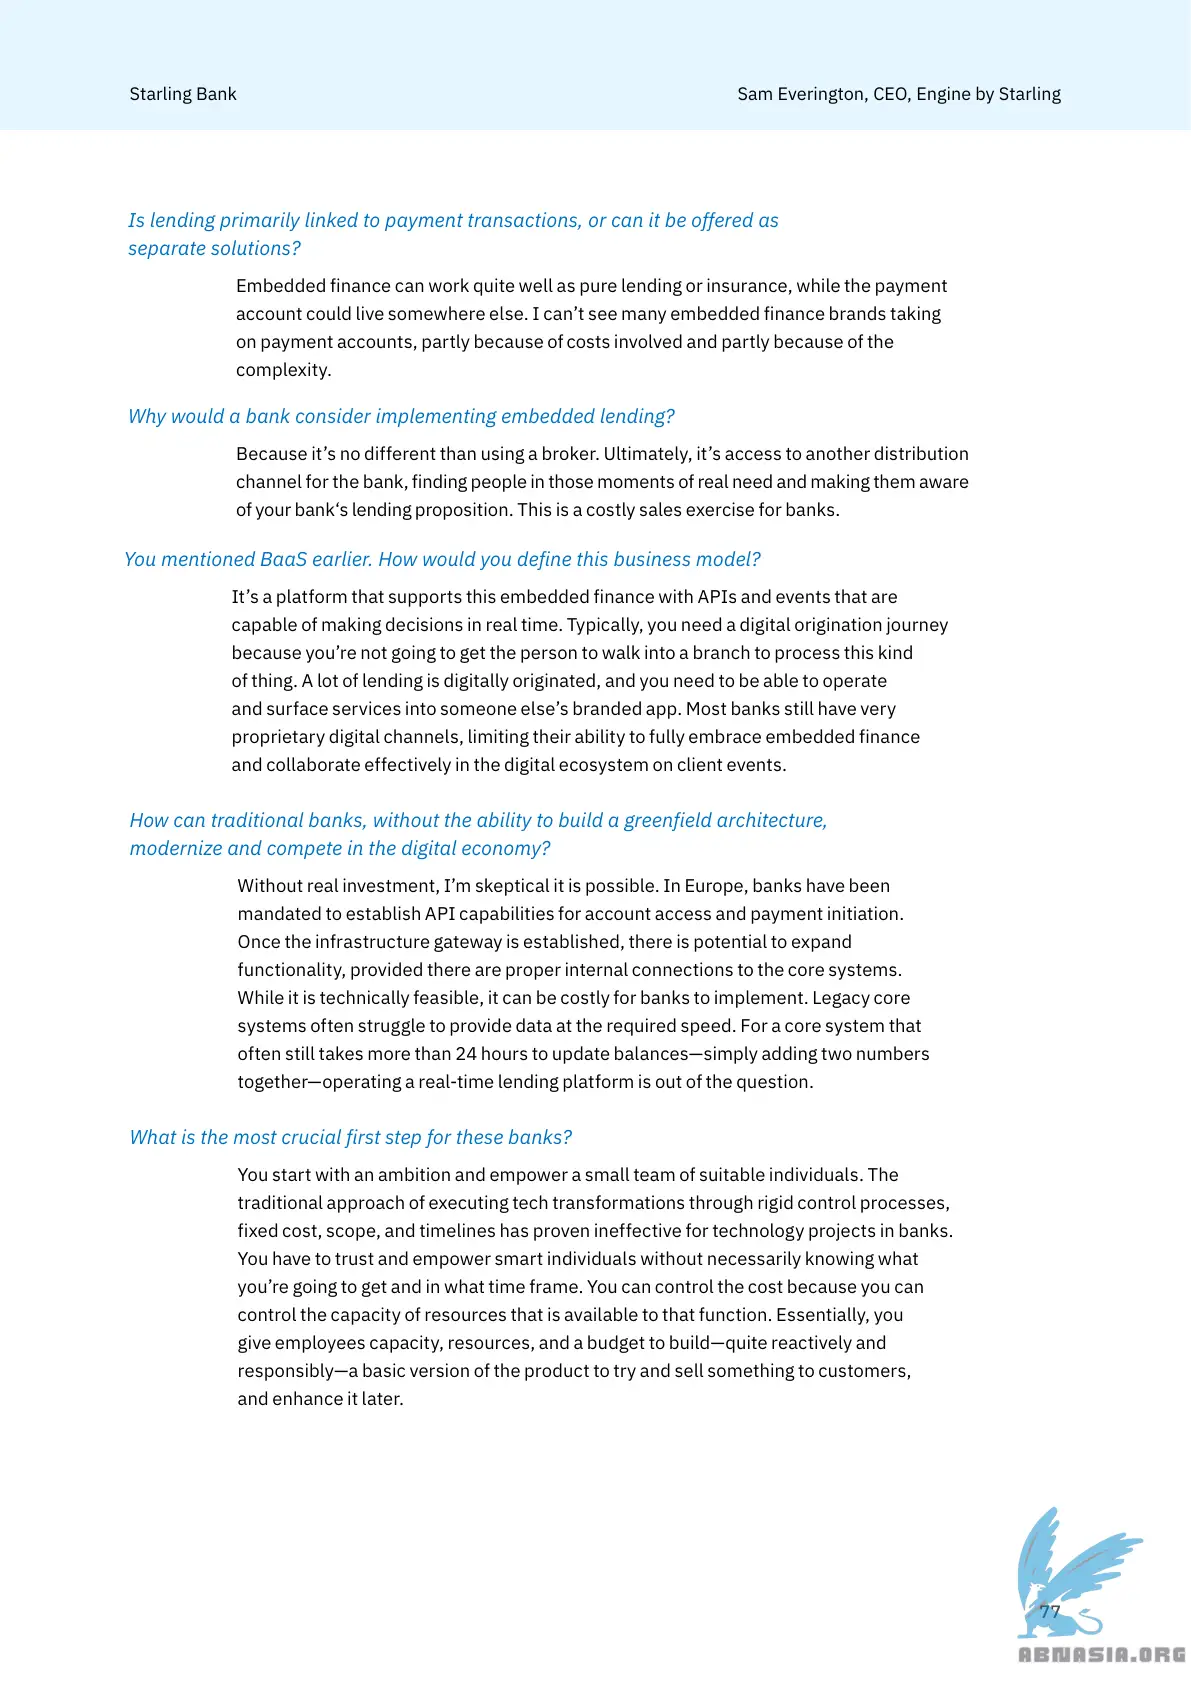 Starling Bank
Sam Everington, CEO, Engine by Starling
Is lending primarily linked to payment transactions, or can it be offered as
separate solutions?
Embedded finance can work quite well as pure lending or insurance, while the payment
account could live somewhere else. I can’t see many embedded finance brands taking
on payment accounts, partly because of costs involved and partly because of the
complexity.
Why would a bank consider implementing embedded lending?
Because it’s no different than using a broker. Ultimately, it’s access to another distribution
channel for the bank, finding people in those moments of real need and making them aware
of your bank‘s lending proposition. This is a costly sales exercise for banks.
You mentioned BaaS earlier. How would you define this business model?
It’s a platform that supports this embedded finance with APIs and events that are
capable of making decisions in real time. Typically, you need a digital origination journey
because you’re not going to get the person to walk into a branch to process this kind
of thing. A lot of lending is digitally originated, and you need to be able to operate
and surface services into someone else’s branded app. Most banks still have very
proprietary digital channels, limiting their ability to fully embrace embedded finance
and collaborate effectively in the digital ecosystem on client events.
How can traditional banks, without the ability to build a greenfield architecture,
modernize and compete in the digital economy?
Without real investment, I’m skeptical it is possible. In Europe, banks have been
mandated to establish API capabilities for account access and payment initiation.
Once the infrastructure gateway is established, there is potential to expand
functionality, provided there are proper internal connections to the core systems.
While it is technically feasible, it can be costly for banks to implement. Legacy core
systems often struggle to provide data at the required speed. For a core system that
often still takes more than 24 hours to update balances—simply adding two numbers
together—operating a real-time lending platform is out of the question.
What is the most crucial first step for these banks?
You start with an ambition and empower a small team of suitable individuals. The
traditional approach of executing tech transformations through rigid control processes,
fixed cost, scope, and timelines has proven ineffective for technology projects in banks.
You have to trust and empower smart individuals without necessarily knowing what
you’re going to get and in what time frame. You can control the cost because you can
control the capacity of resources that is available to that function. Essentially, you
give employees capacity, resources, and a budget to build—quite reactively and
responsibly—a basic version of the product to try and sell something to customers,
and enhance it later.
77
ABNASIA.ORG